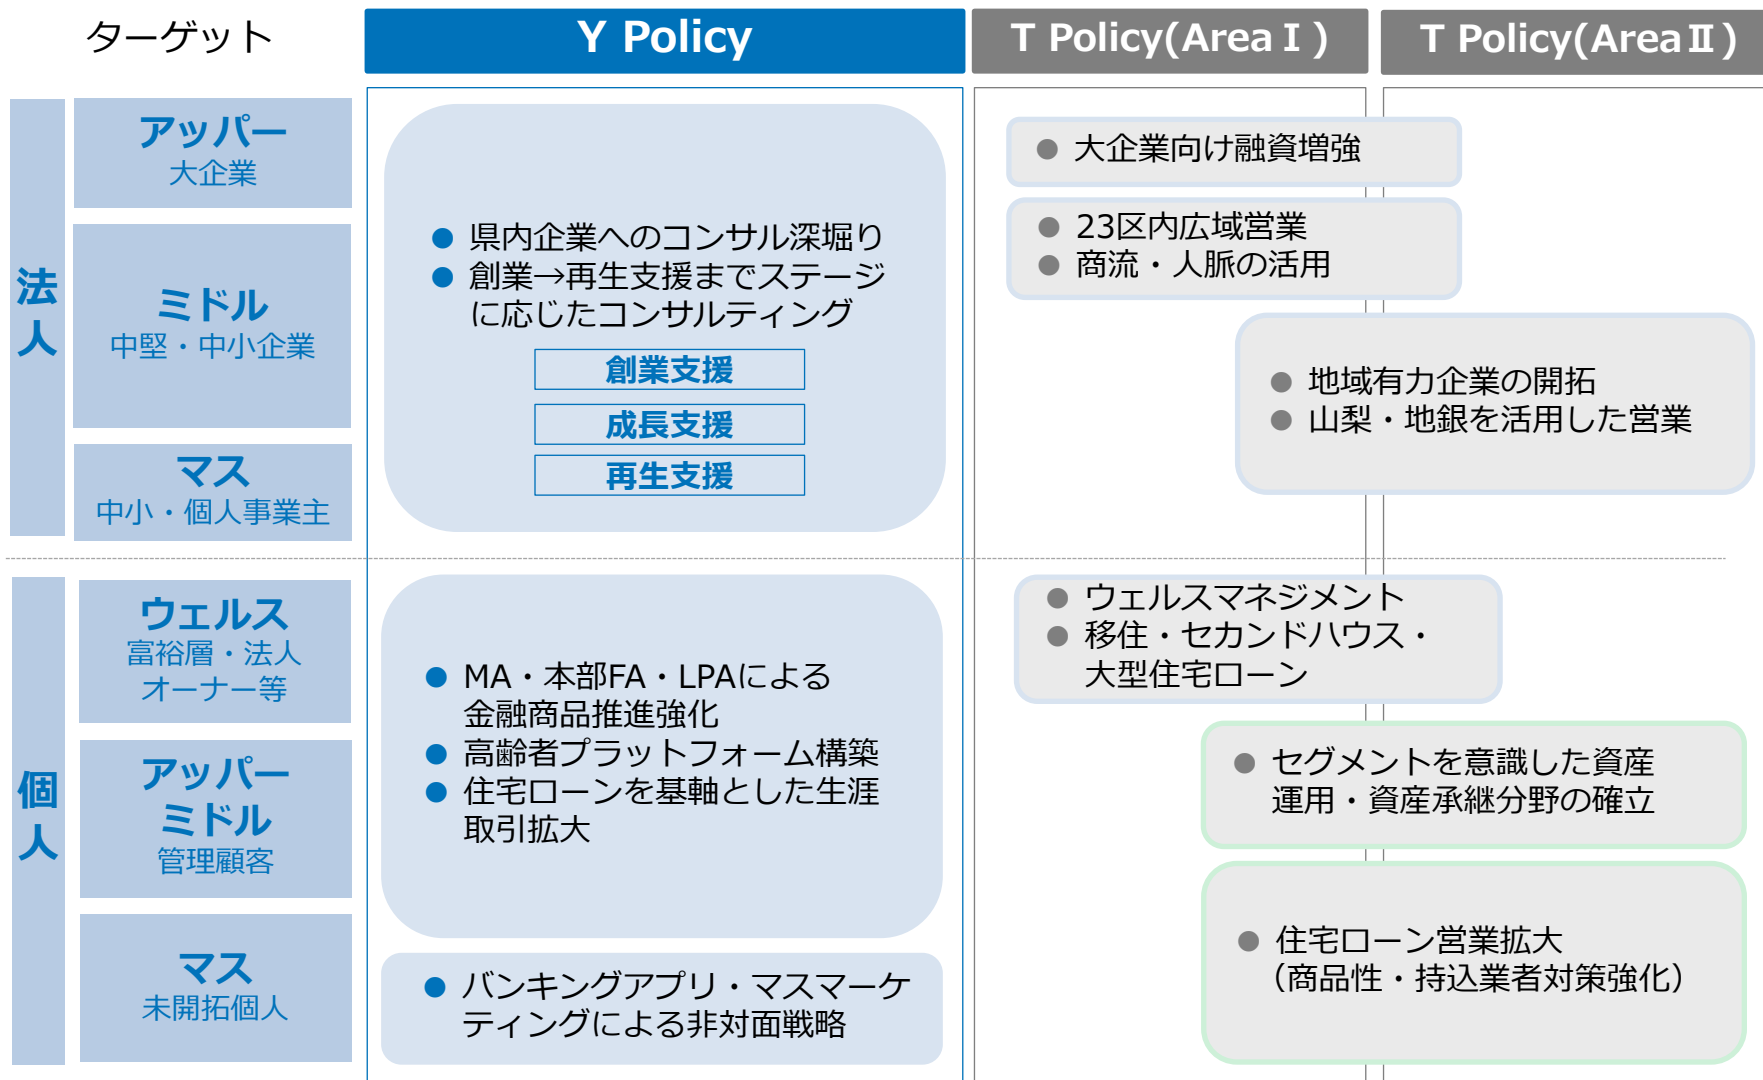 ターゲット
Y Policy
T Policy(AreaⅠ)
T Policy(AreaⅡ)
法人
アッパー
大企業
ミドル
中堅・中小企業
マス
中小・個人事業主
● 県内企業へのコンサル深堀り
● 創業→再生支援までステージ
に応じたコンサルティング
創業支援
成長支援
再生支援
● 大企業向け融資増強
● 23区内広域営業
● 商流・人脈の活用
● 地域有力企業の開拓
● 山梨・地銀を活用した営業
個人
ウェルス
富裕層・法人
オーナー等
アッパー
ミドル
管理顧客
マス
未開拓個人
● MA・本部FA・LPAによる
金融商品推進強化
● 高齢者プラットフォーム構築
● 住宅ローンを基軸とした生涯
取引拡大
● バンキングアプリ・マスマーケ
ティングによる非対面戦略
● ウェルスマネジメント
● 移住・セカンドハウス・
大型住宅ローン
● セグメントを意識した資産
運用・資産承継分野の確立
● 住宅ローン営業拡大
（商品性・持込業者対策強化）